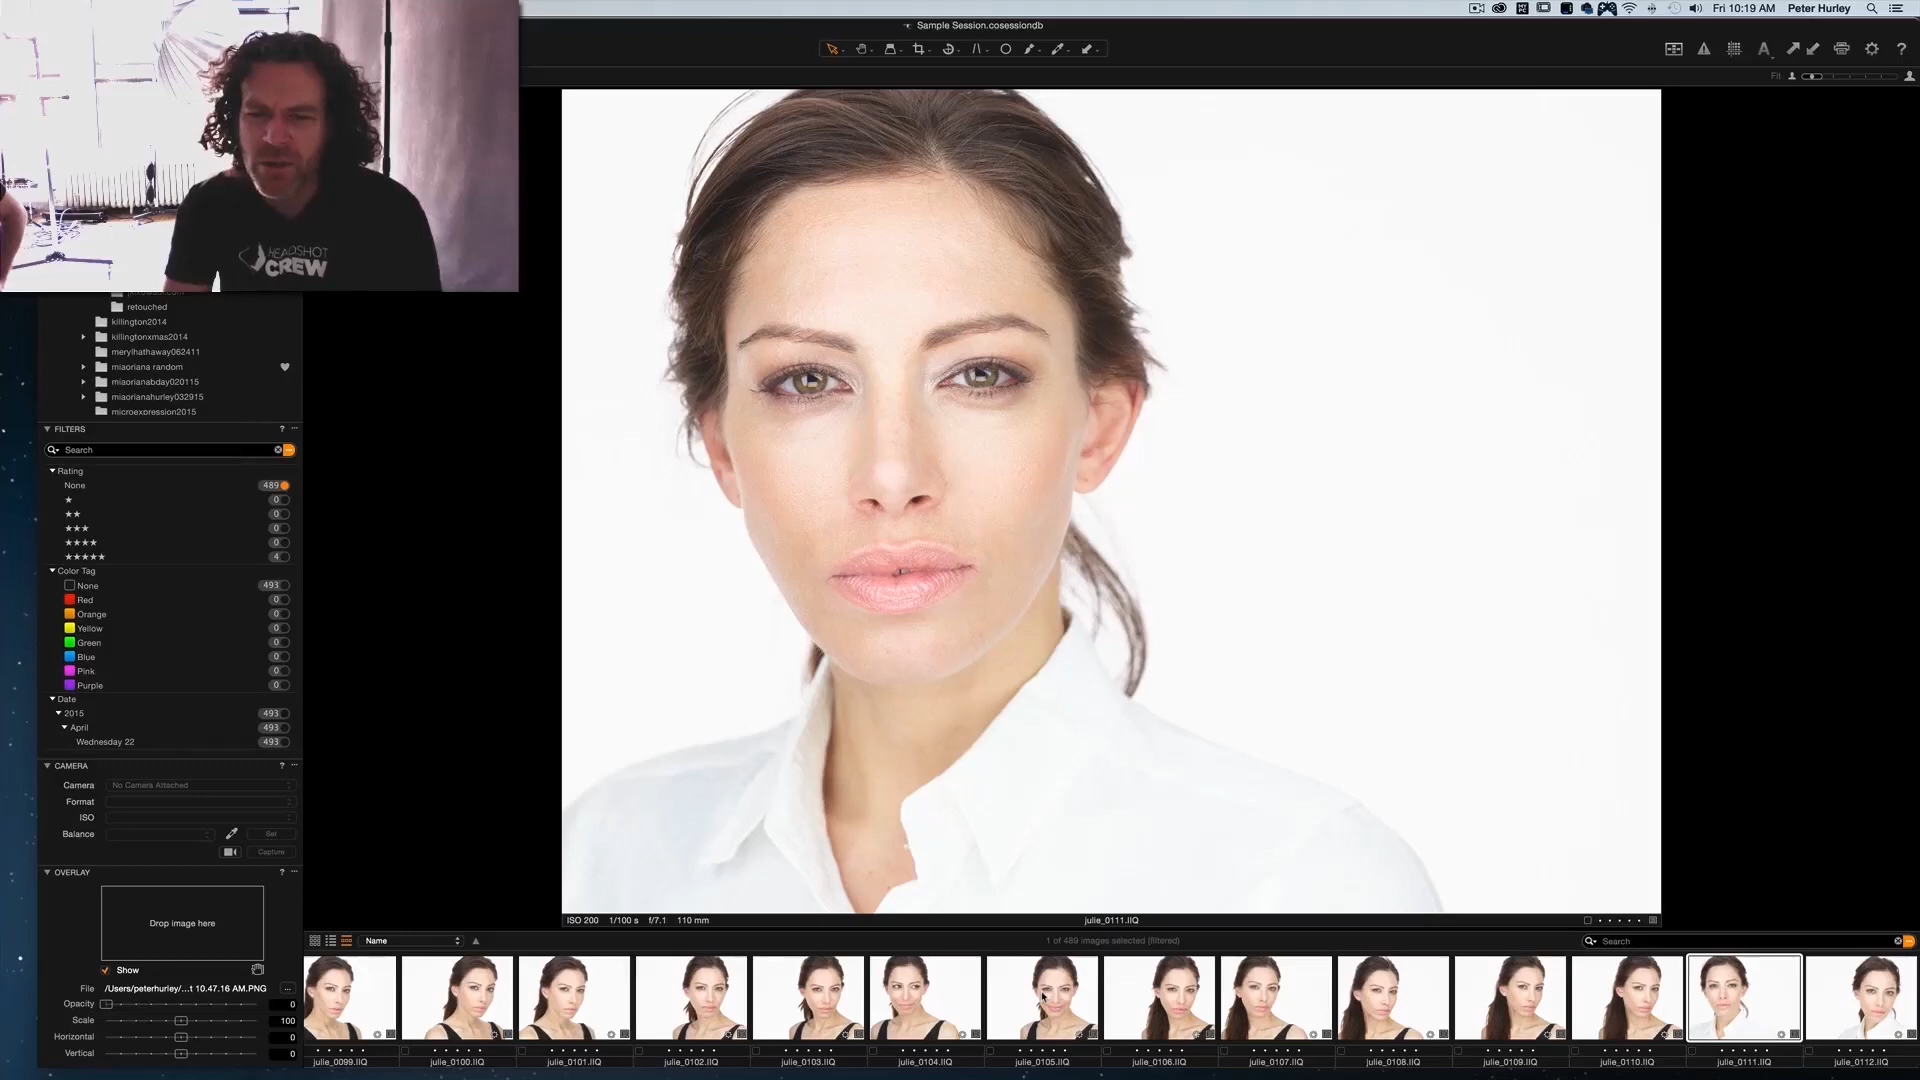 Fri 10:19 AM Peter Hurley
Sample Session.cosessiondb
Fit
HEADSHOT
CREW
retouched
killington2014
killingtonxmas2014
merylhathaway062411
miaoriana random
miaorianabday020115
miaorianahurley032915
microexpression2015
FILTERS
Search
Rating
None 489
★ 0
★★ 0
★★★ 0
★★★★ 0
★★★★★ 4
Color Tag
None 493
Red 0
Orange 0
Yellow 0
Green 0
Blue 0
Pink 0
Purple 0
Date
2015 493
April 493
Wednesday 22 493
CAMERA
Camera No Camera Attached
Format
ISO
Balance Set
Capture
OVERLAY
Drop image here
Show
File /Users/peterhurley/...t 10.47.16 AM.PNG
Opacity 0
Scale 100
Horizontal 0
Vertical 0
ISO 200 1/100 s f/7.1 110 mm julie_0111.IIQ
Name 1 of 489 images selected (filtered) Search
julie_0099.IIQ julie_0100.IIQ julie_0101.IIQ julie_0102.IIQ julie_0103.IIQ julie_0104.IIQ julie_0105.IIQ julie_0106.IIQ julie_0107.IIQ julie_0108.IIQ julie_0109.IIQ julie_0110.IIQ julie_0111.IIQ julie_0112.IIQ